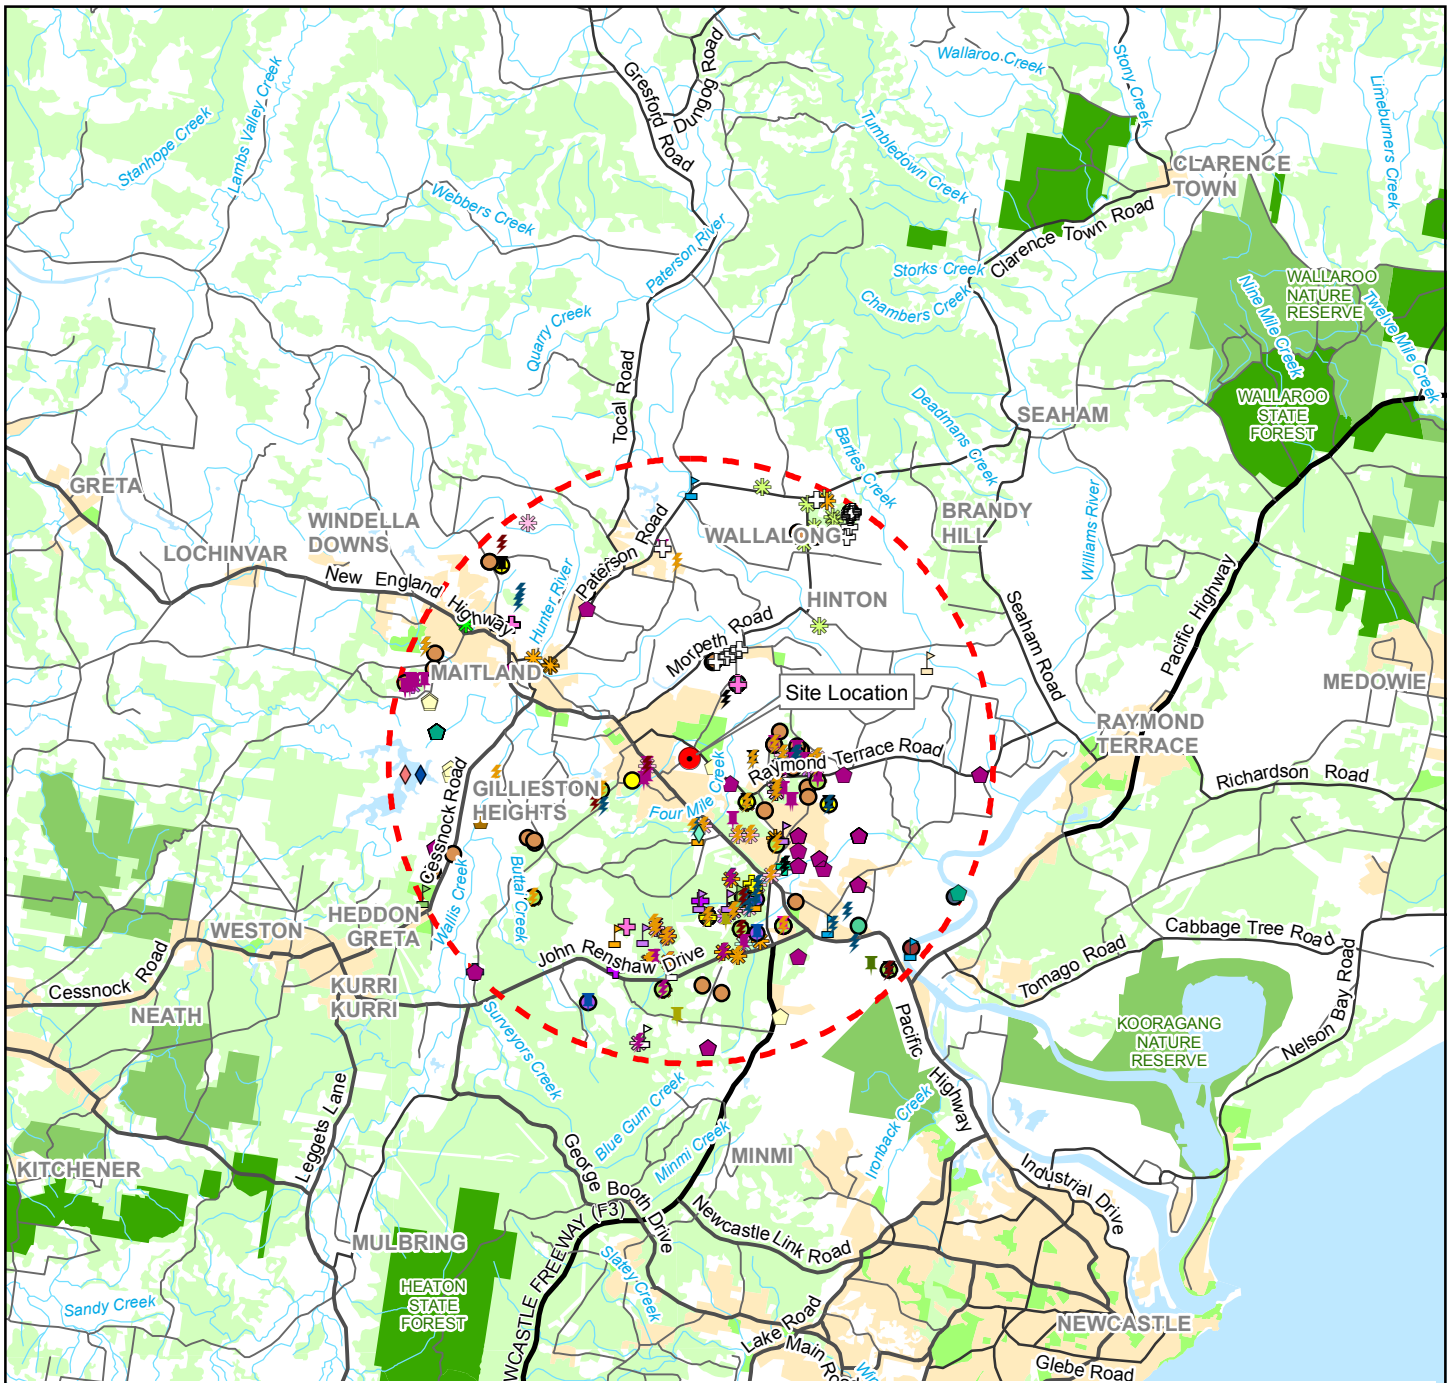 Stanhope Creek
Lambs Valley Creek
Gresford Road
Dungog Road
Wallaroo Creek
Stony Creek
Limeburners Creek
Tumbledown Creek
CLARENCE
TOWN
Webbers Creek
Clarence Town Road
Paterson River
Storks Creek
Chambers Creek
WALLAROO
NATURE
RESERVE
Nine Mile Creek
Twelve Mile Creek
Quarry Creek
Tocal Road
WALLAROO
STATE
FOREST
Deadmans Creek
SEAHAM
Barties Creek
GRETA
WINDELLA
DOWNS
LOCHINVAR
Paterson Road
WALLALONG
BRANDY
HILL
Williams River
New England Highway
Hunter River
HINTON
Seaham Road
Pacific Highway
Morpeth Road
MAITLAND
Site Location
MEDOWIE
RAYMOND
TERRACE
Raymond Terrace Road
Richardson Road
Cessnock Road
GILLIESTON
HEIGHTS
Four Mile Creek
Wallis Creek
Buttai Creek
HEDDON
GRETA
WESTON
John Renshaw Drive
Cabbage Tree Road
Tomago Road
Nelson Bay Road
Cessnock Road
KURRI
KURRI
NEATH
Surveyors Creek
Pacific Highway
KOORAGANG
NATURE
RESERVE
Leggets Lane
Blue Gum Creek
Minmi Creek
Ironback Creek
MINMI
KITCHENER
George Booth Drive
Industrial Drive
Newcastle Link Road
MULBRING
WCASTLE FREEWAY (F3)
Slatey Creek
HEATON
STATE
FOREST
Sandy Creek
Lake Road
Main Road
NEWCASTLE
Glebe Road